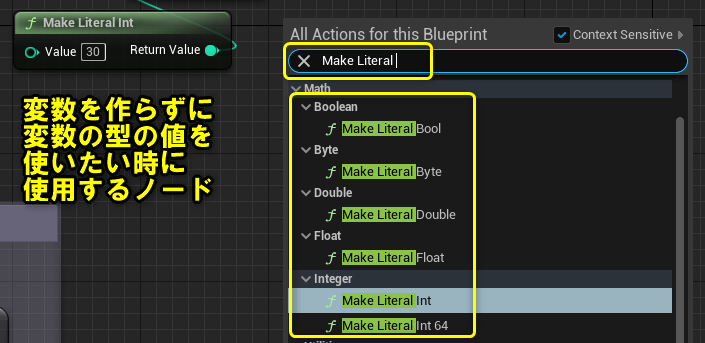 Make Literal Int
Value 30 Return Value
変数を作らずに
変数の型の値を
使いたい時に
使用するノード
All Actions for this Blueprint
Context Sensitive
Make Literal
Math
Boolean
Make Literal Bool
Byte
Make Literal Byte
Double
Make Literal Double
Float
Make Literal Float
Integer
Make Literal Int
Make Literal Int 64